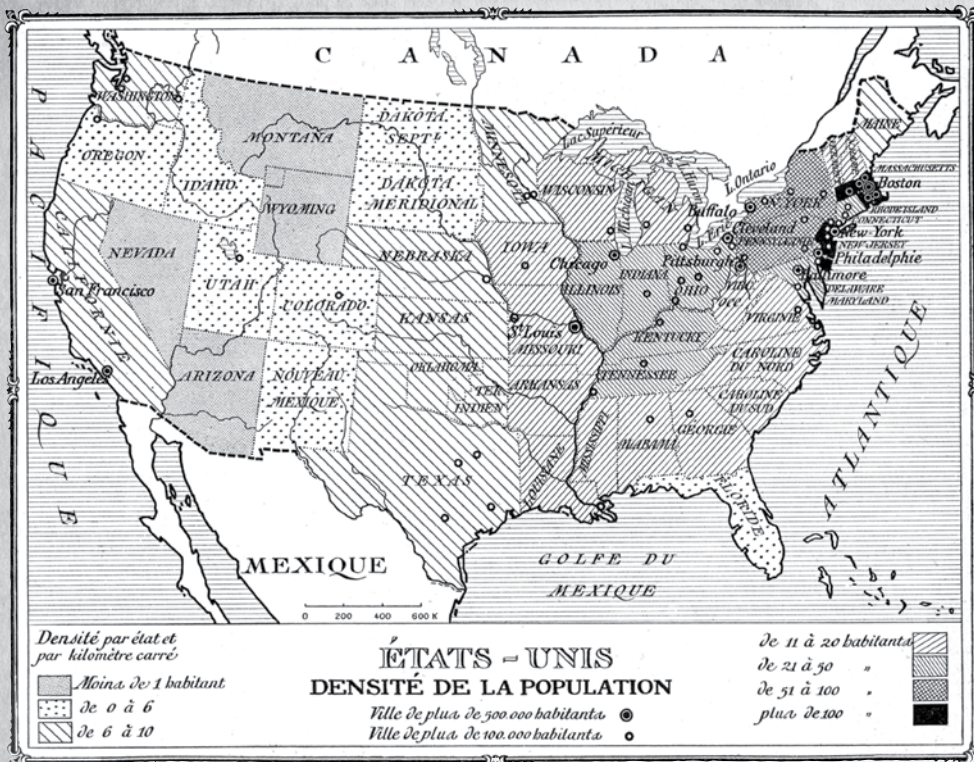 CANADA
PACIFIQUE
WASHINGTON
MONTANA
DAKOTA
SEPT.L
MINNESOTA
Lac Supérieur
MAINE
OREGON
IDAHO
WYOMING
DAKOTA
MÉRIDIONAL
WISCONSIN
MICHIGAN
L. Michigan
L. Huron
L. Ontario
MASSACHUSETTS
Boston
NEW YORK
Buffalo
L. Erié
RHODE ISLAND
CONNECTICUT
New-York
NEVADA
CALIFORNIE
UTAH
NEBRASKA
IOWA
Chicago
Cleveland
PENNSYLVANIE
Pittsburgh
NEW JERSEY
Philadelphie
San Francisco
COLORADO
KANSAS
ILLINOIS
INDIANA
OHIO
VIRG.
OCC.
Baltimore
DELAWARE
MARYLAND
St Louis
MISSOURI
KENTUCKY
VIRGINIE
Los Angeles
ARIZONA
NOUVEAU
MEXIQUE
OKLAHOMA
TER.
INDIEN
ARKANSAS
TENNESSEE
CAROLINE
DU NORD
CAROLINE
DU SUD
TEXAS
LOUISIANE
MISSISSIPI
ALABAMA
GÉORGIE
FLORIDE
ATLANTIQUE
MEXIQUE
GOLFE DU
MEXIQUE
0 200 400 600 K
Densité par état et
par kilomètre carré
Moins de 1 habitant
de 0 à 6
de 6 à 10
ÉTATS-UNIS
DENSITÉ DE LA POPULATION
Ville de plus de 500.000 habitants
Ville de plus de 100.000 habitants
de 11 à 20 habitants
de 21 à 50 "
de 51 à 100 "
plus de 100 "